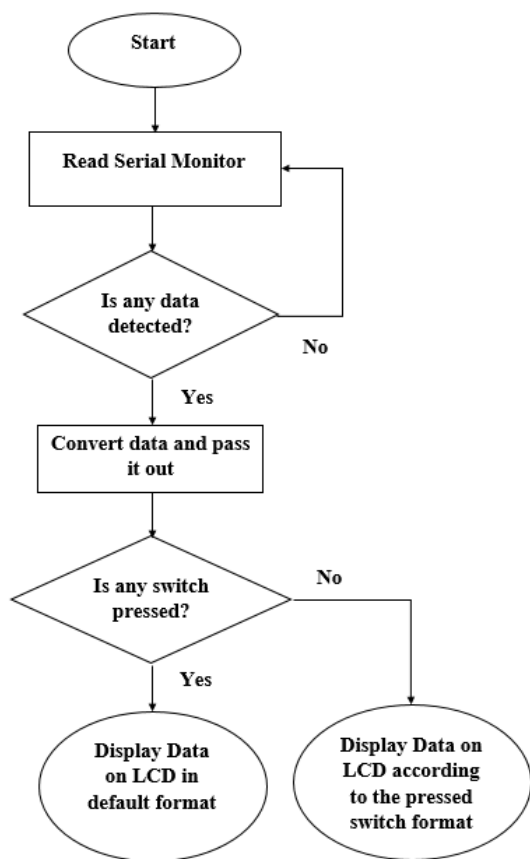 Start
Read Serial Monitor
Is any data
detected?
No
Yes
Convert data and pass
it out
Is any switch
pressed?
No
Yes
Display Data
on LCD in
default format
Display Data on
LCD according
to the pressed
switch format